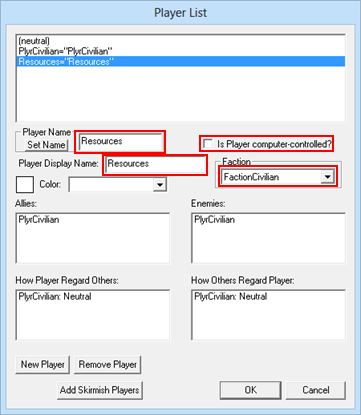 Player List
(neutral)
PlyrCivilian="PlyrCivilian"
Resources="Resources"
Player Name
Set Name
Resources
Is Player computer-controlled?
Player Display Name:
Resources
Faction
Color:
FactionCivilian
Allies:
Enemies:
PlyrCivilian
PlyrCivilian
How Player Regard Others:
How Others Regard Player:
PlyrCivilian: Neutral
PlyrCivilian: Neutral
New Player
Remove Player
Add Skirmish Players
OK
Cancel